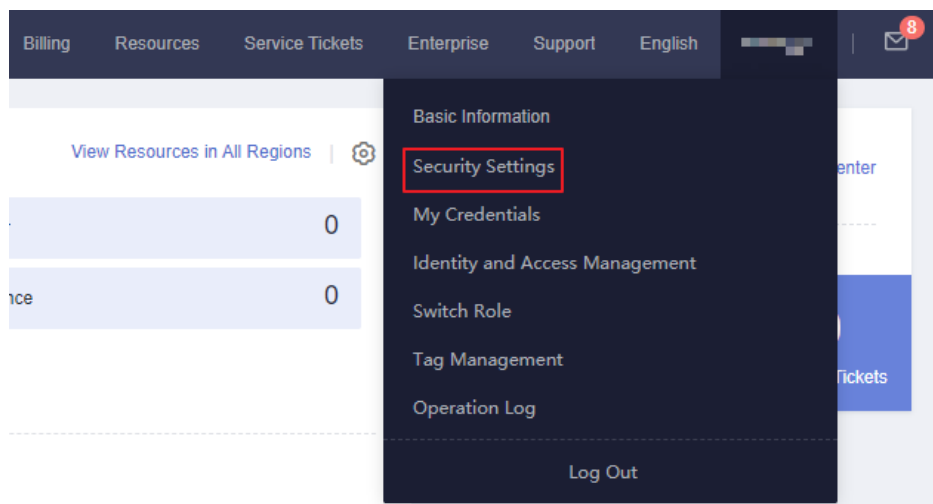 Billing Resources Service Tickets Enterprise Support English 8
Basic Information
View Resources in All Regions
Security Settings
enter
My Credentials
0
Identity and Access Management
nce 0
Switch Role
Tag Management
Tickets
Operation Log
Log Out